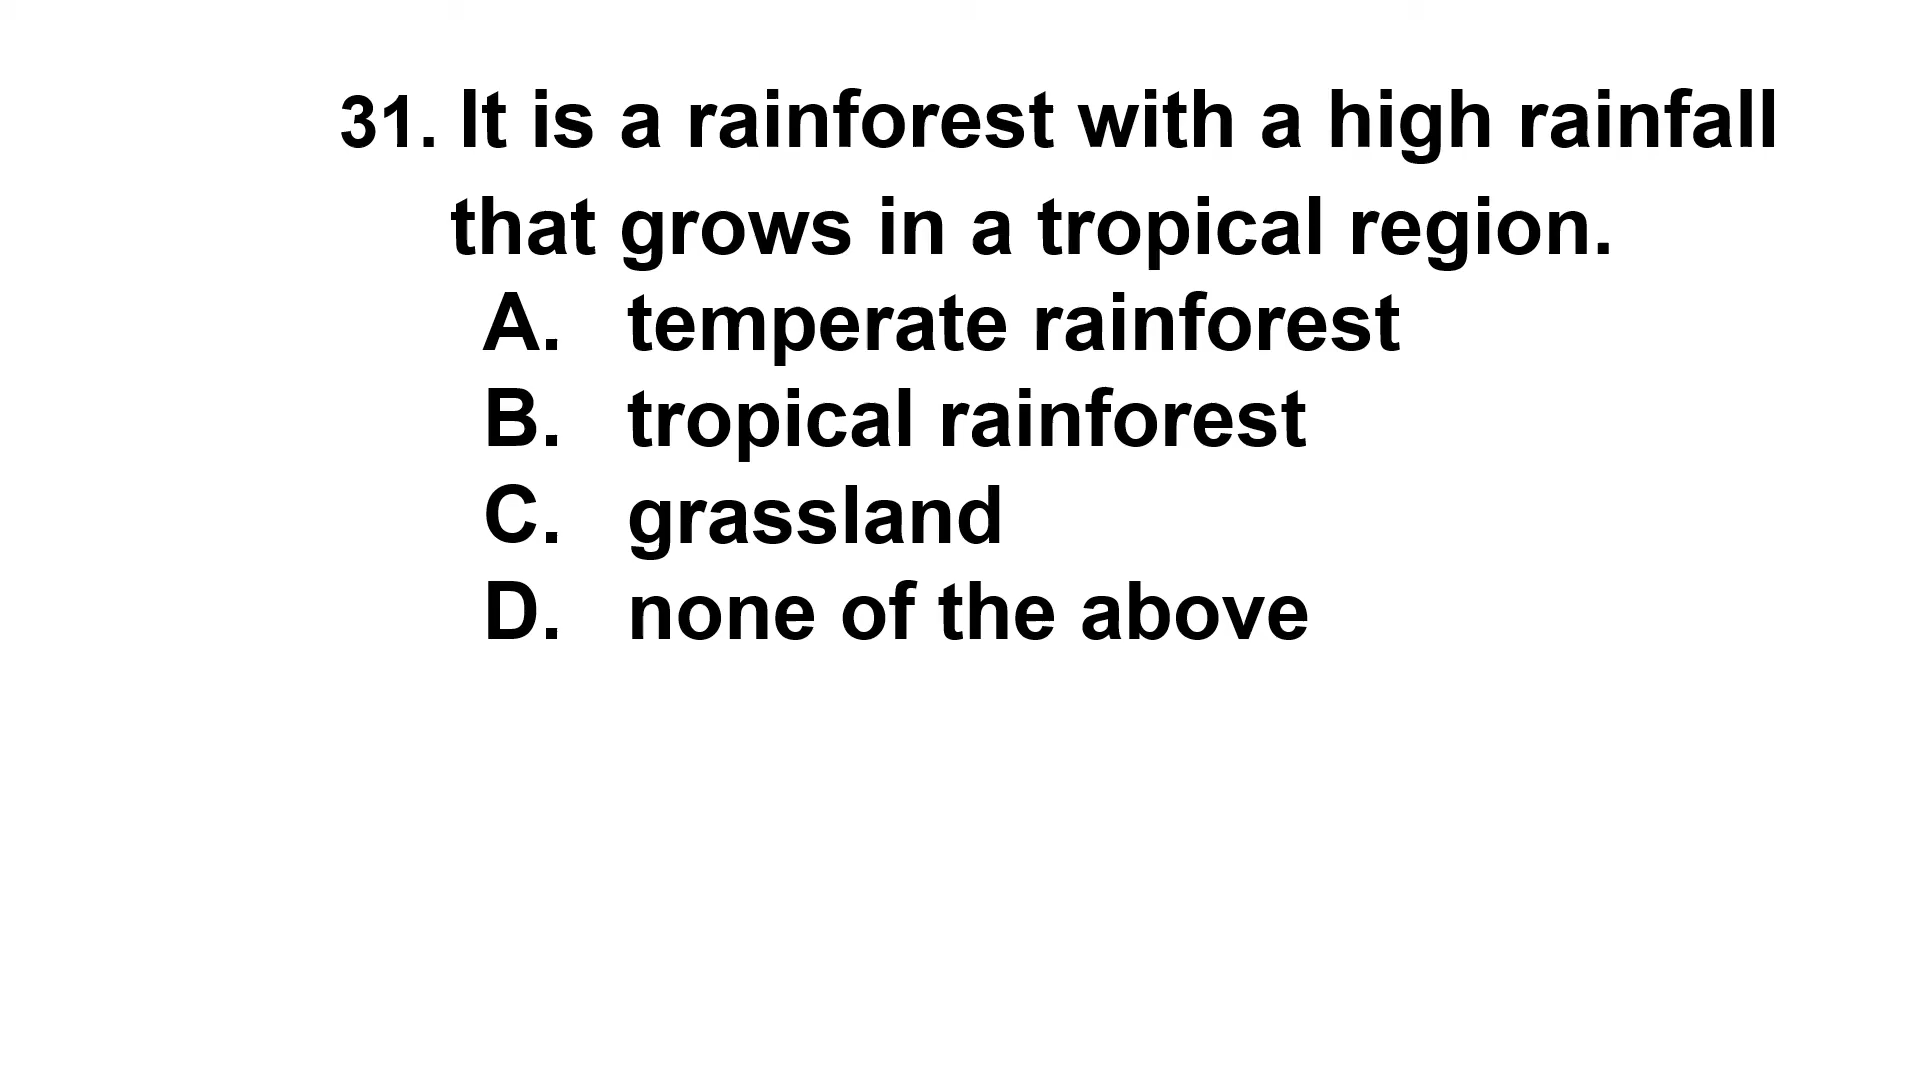 31. It is a rainforest with a high rainfall
that grows in a tropical region.
A. temperate rainforest
B. tropical rainforest
C. grassland
D. none of the above